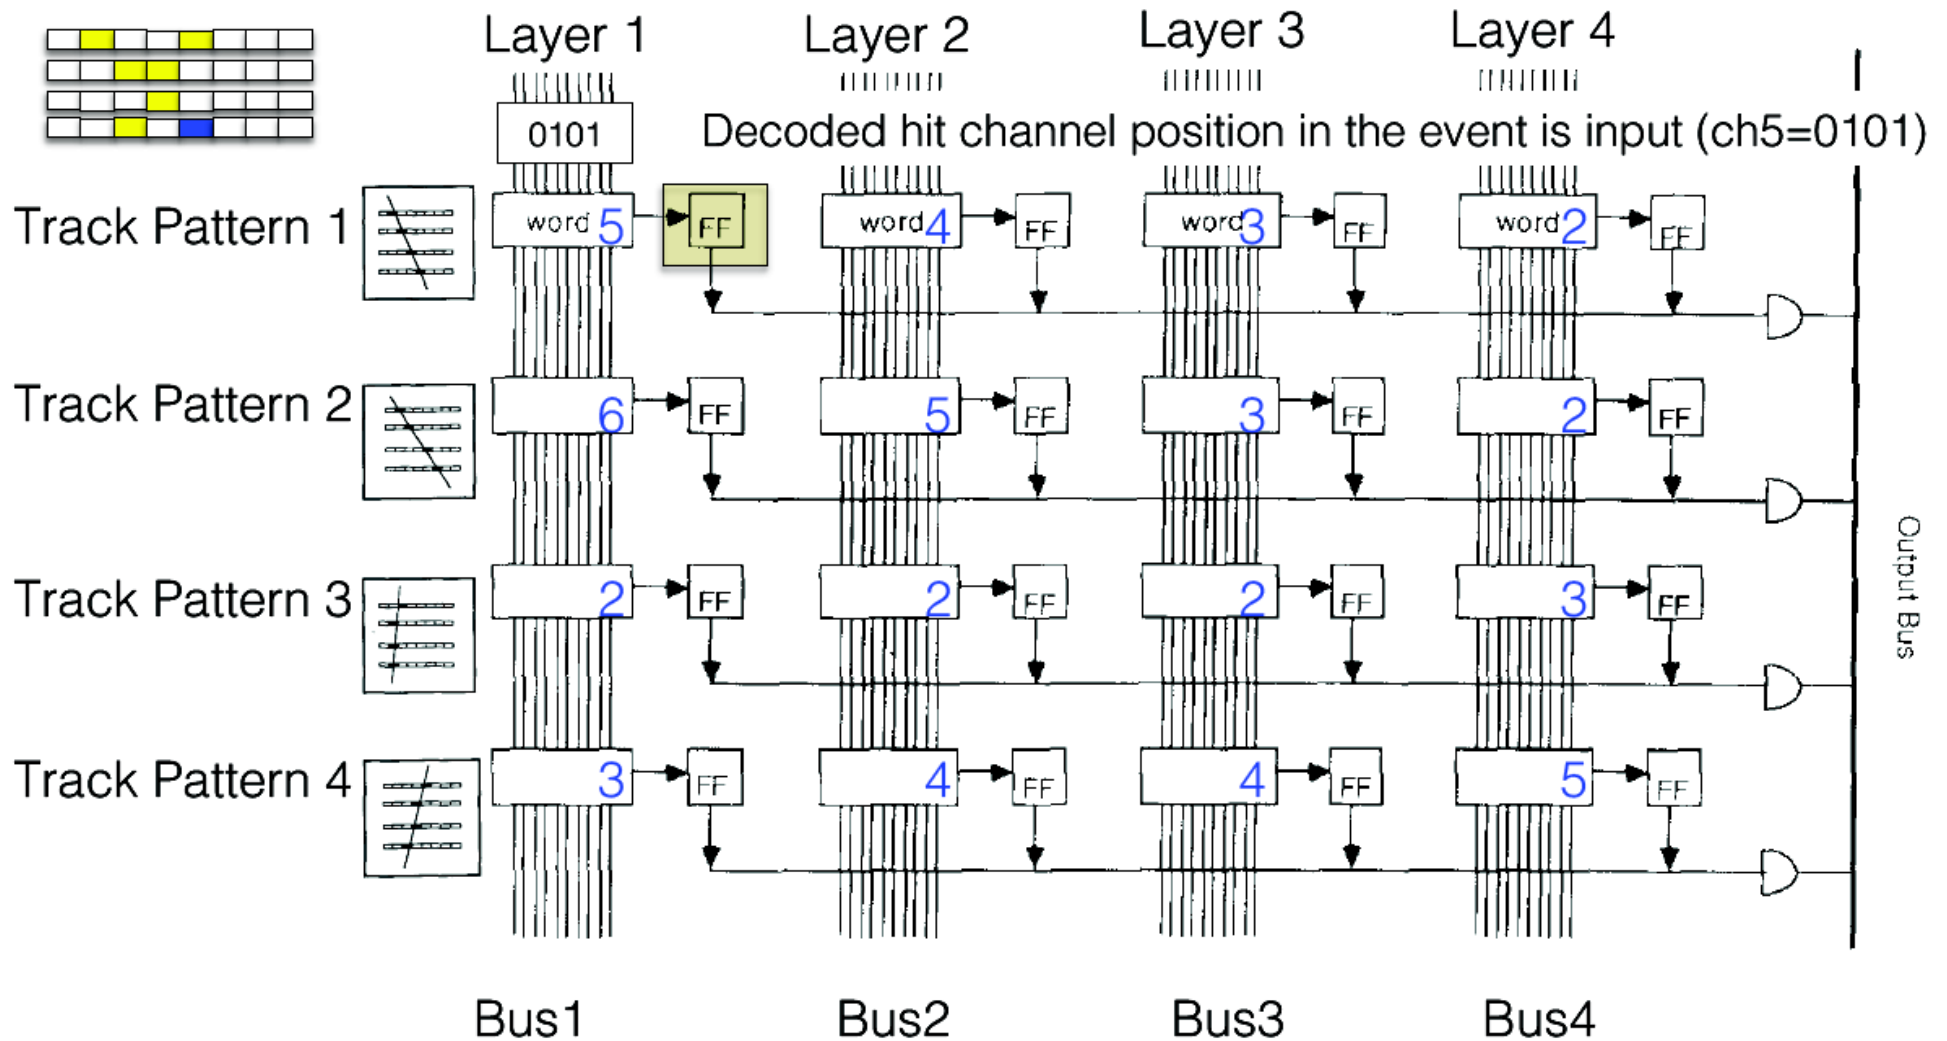 Layer 1 Layer 2 Layer 3 Layer 4
0101 Decoded hit channel position in the event is input (ch5=0101)
Track Pattern 1 word 5 FF word 4 FF word 3 FF word 2 FF
Track Pattern 2 6 FF 5 FF 3 FF 2 FF
Track Pattern 3 2 FF 2 FF 2 FF 3 FF
Track Pattern 4 3 FF 4 FF 4 FF 5 FF
Output Bus
Bus1 Bus2 Bus3 Bus4